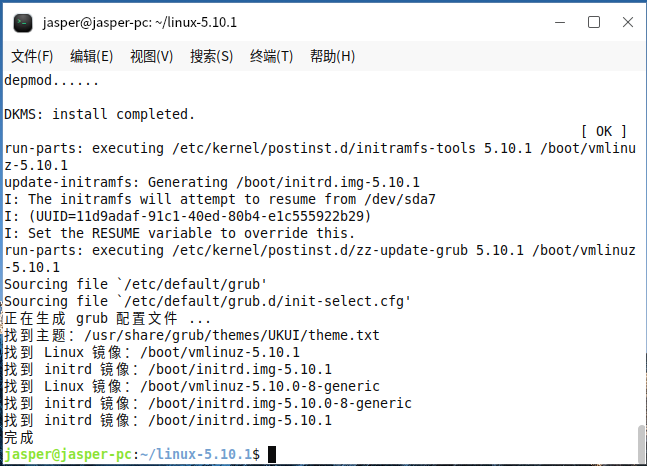 jasper@jasper-pc: ~/linux-5.10.1
文件(F) 编辑(E) 视图(V) 搜索(S) 终端(T) 帮助(H)
depmod......
DKMS: install completed.
[ OK ]
run-parts: executing /etc/kernel/postinst.d/initramfs-tools 5.10.1 /boot/vmlinu
z-5.10.1
update-initramfs: Generating /boot/initrd.img-5.10.1
I: The initramfs will attempt to resume from /dev/sda7
I: (UUID=11d9adaf-91c1-40ed-80b4-e1c555922b29)
I: Set the RESUME variable to override this.
run-parts: executing /etc/kernel/postinst.d/zz-update-grub 5.10.1 /boot/vmlinuz
-5.10.1
Sourcing file `/etc/default/grub'
Sourcing file `/etc/default/grub.d/init-select.cfg'
正在生成 grub 配置文件 ...
找到主题：/usr/share/grub/themes/UKUI/theme.txt
找到 Linux 镜像：/boot/vmlinuz-5.10.1
找到 initrd 镜像：/boot/initrd.img-5.10.1
找到 Linux 镜像：/boot/vmlinuz-5.10.0-8-generic
找到 initrd 镜像：/boot/initrd.img-5.10.0-8-generic
找到 initrd 镜像：/boot/initrd.img-5.10.1
完成
jasper@jasper-pc:~/linux-5.10.1$